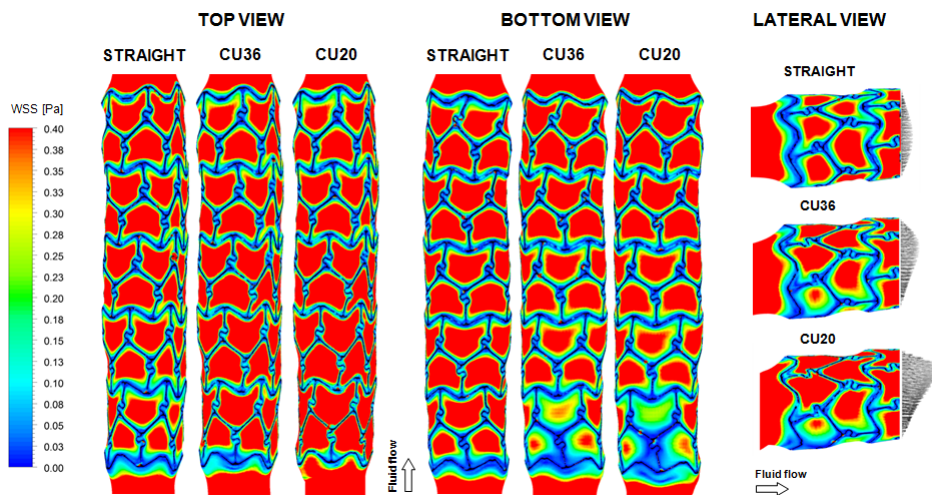 TOP VIEW
BOTTOM VIEW
LATERAL VIEW
STRAIGHT
CU36
CU20
STRAIGHT
CU36
CU20
STRAIGHT
WSS [Pa]
0.40
0.38
0.35
0.33
0.30
0.28
0.25
0.23
0.20
0.18
0.15
0.13
0.10
0.08
0.05
0.03
0.00
CU36
CU20
Fluid flow
Fluid flow